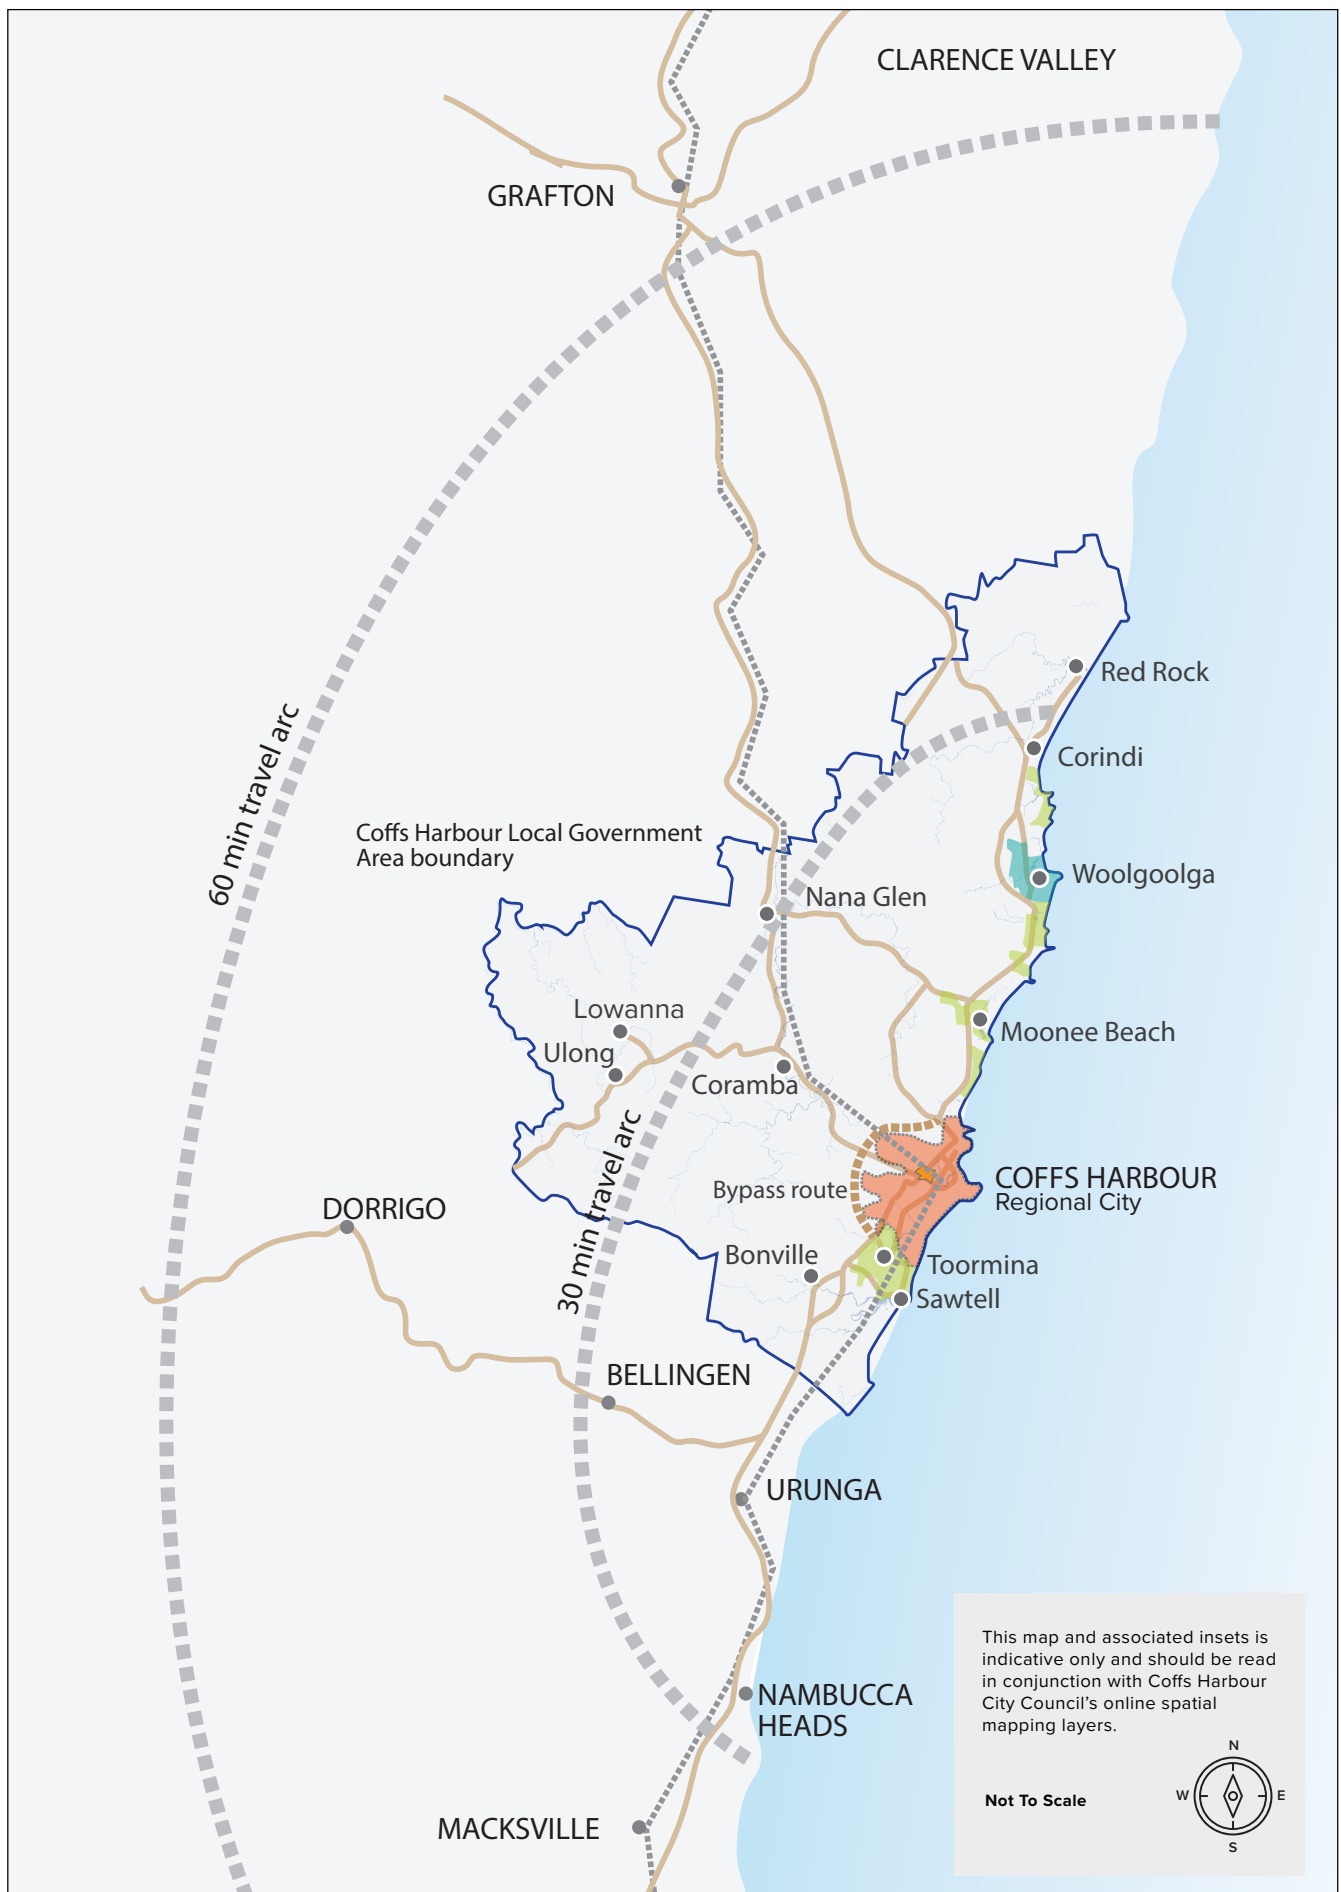 CLARENCE VALLEY
GRAFTON
Red Rock
60 min travel arc
Corindi
Coffs Harbour Local Government
Area boundary
Woolgoolga
Nana Glen
Lowanna
Moonee Beach
Ulong
Coramba
30 min travel arc
COFFS HARBOUR
Regional City
Bypass route
DORRIGO
Bonville
Toormina
Sawtell
BELLINGEN
URUNGA
NAMBUCCA
HEADS
MACKSVILLE
This map and associated insets is
indicative only and should be read
in conjunction with Coffs Harbour
City Council's online spatial
mapping layers.
N
W
E
Not To Scale
S